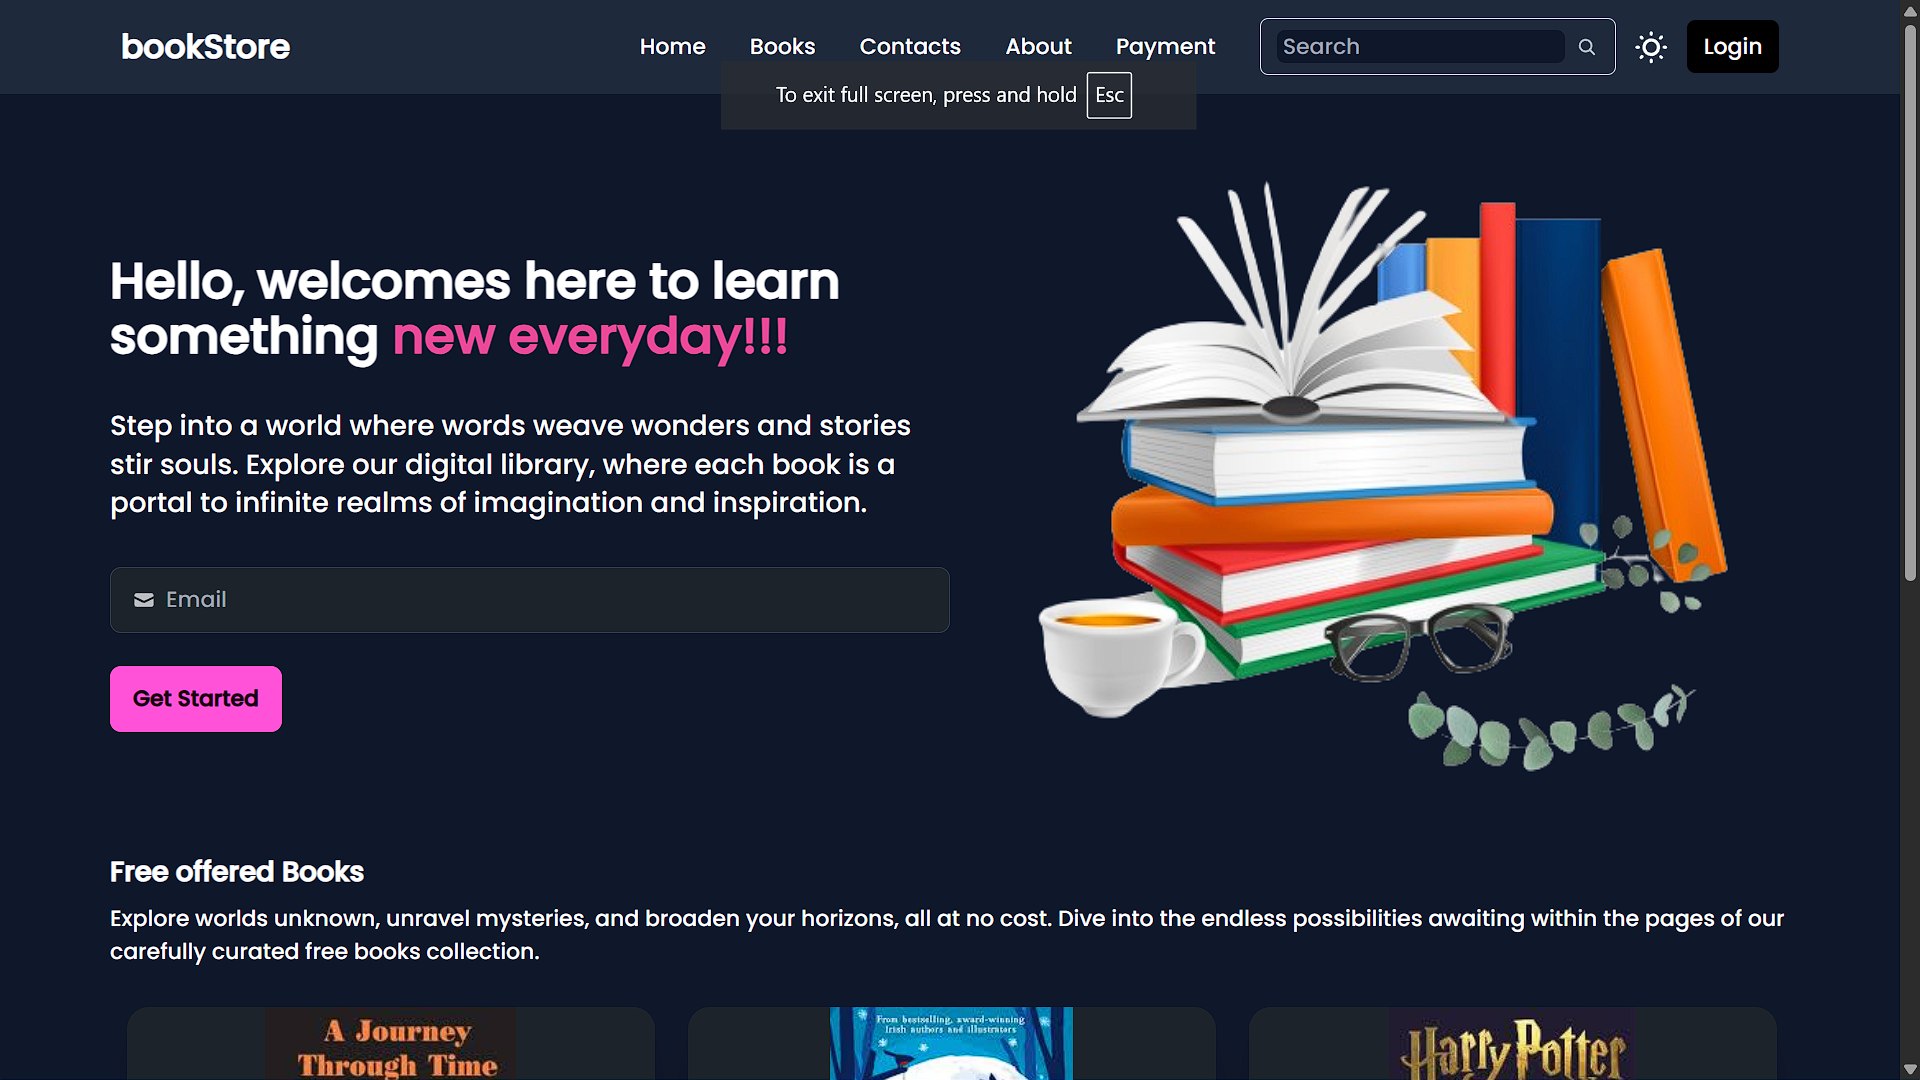 bookStore
Home
Books
Contacts
About
Payment
Search
Login
To exit full screen, press and hold Esc
Hello, welcomes here to learn
something new everyday!!!
Step into a world where words weave wonders and stories
stir souls. Explore our digital library, where each book is a
portal to infinite realms of imagination and inspiration.
Email
Get Started
Free offered Books
Explore worlds unknown, unravel mysteries, and broaden your horizons, all at no cost. Dive into the endless possibilities awaiting within the pages of our
carefully curated free books collection.
A Journey
Through Time
From bestselling, award-winning
Irish authors and illustrators
Harry Potter